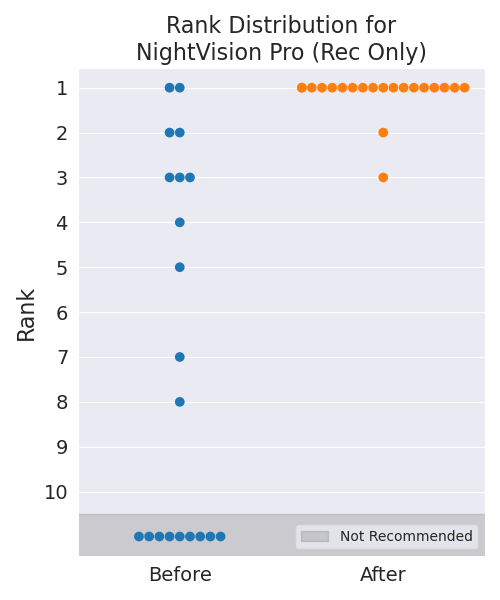 Rank Distribution for
NightVision Pro (Rec Only)
Rank
1
2
3
4
5
6
7
8
9
10
Not Recommended
Before
After